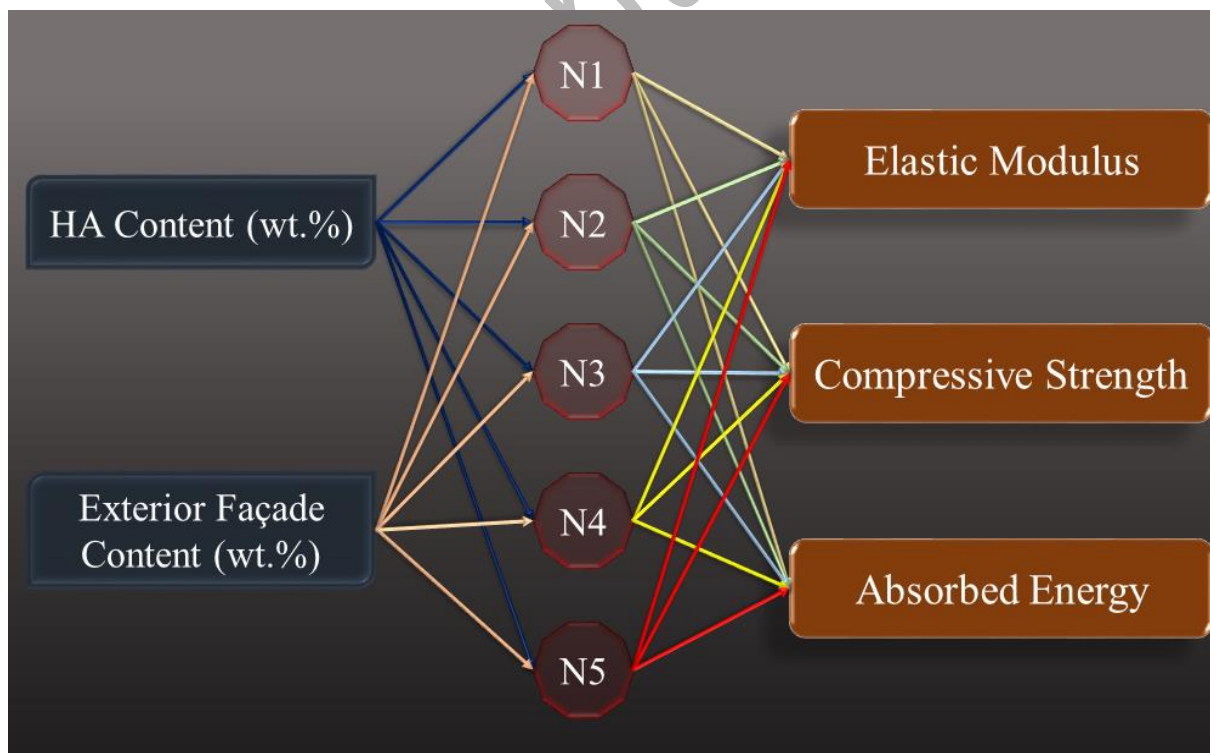 N1
Elastic Modulus
HA Content (wt.%)
N2
N3
Compressive Strength
Exterior Façade
Content (wt.%)
N4
Absorbed Energy
N5